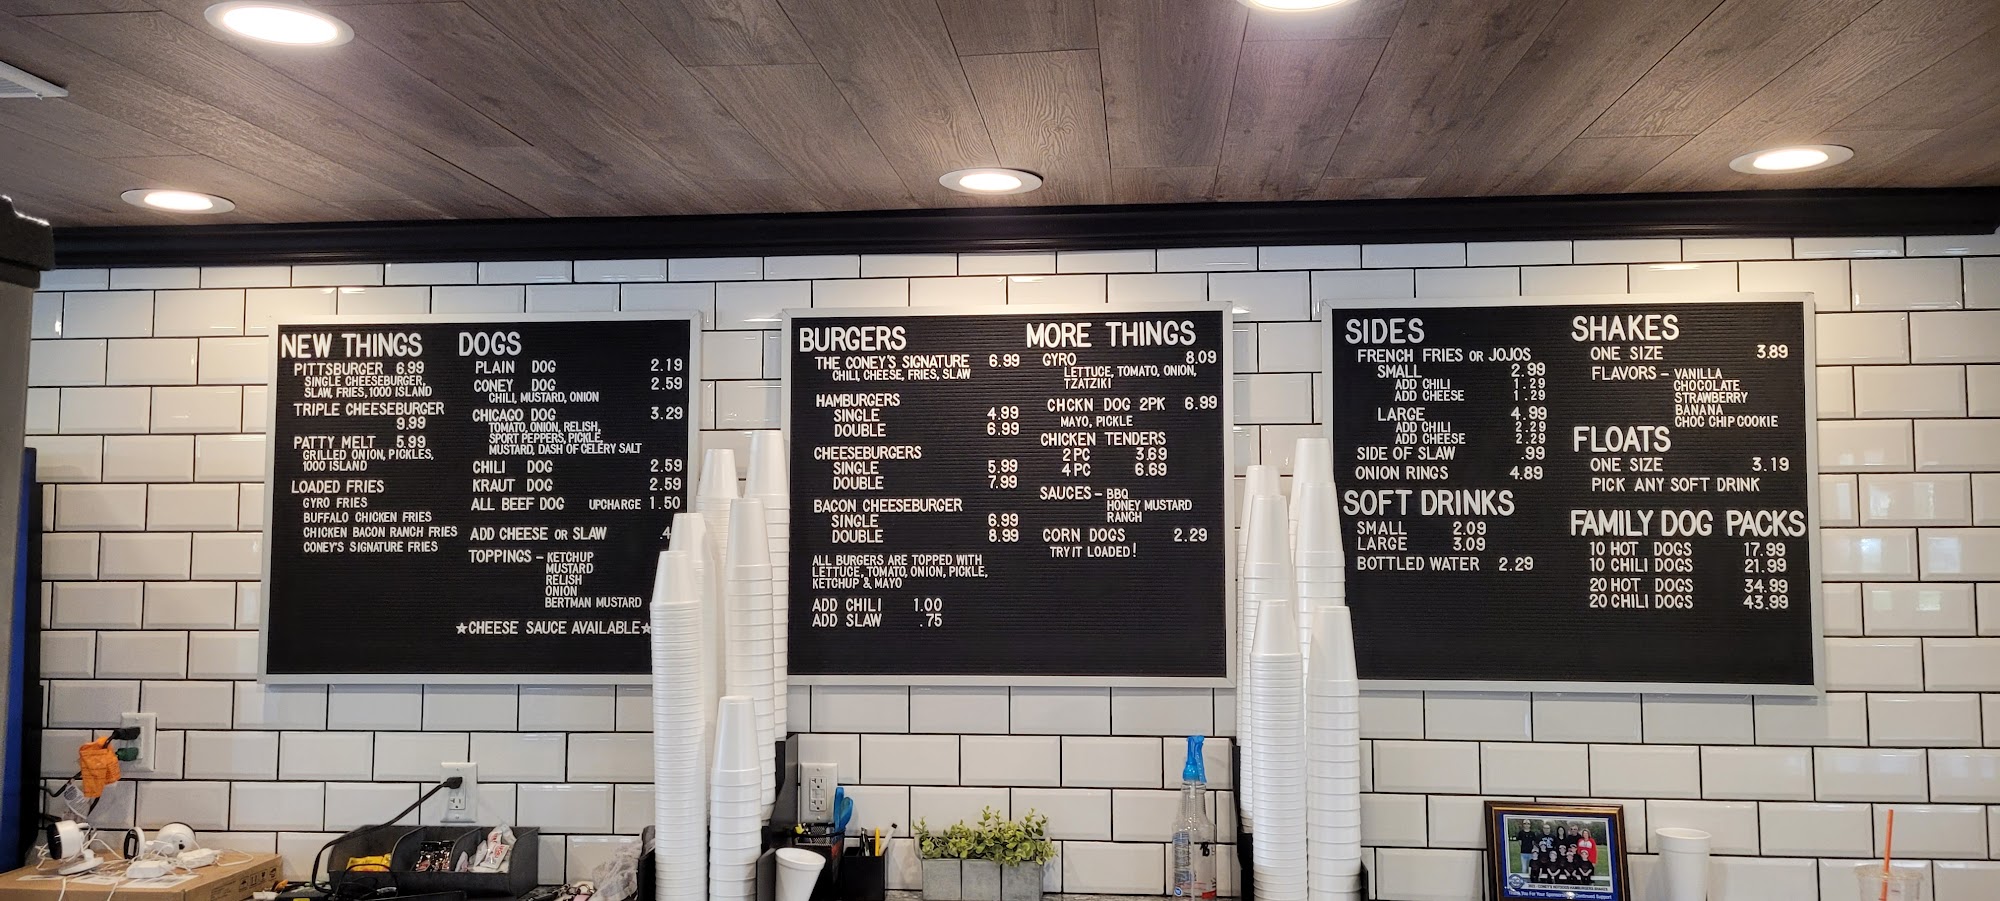 NEW THINGS
PITTSBURGER 6.99
SINGLE CHEESEBURGER,
SLAW, FRIES, 1000 ISLAND
TRIPLE CHEESEBURGER
9.99
PATTY MELT 5.99
GRILLED ONION, PICKLES,
1000 ISLAND
LOADED FRIES
GYRO FRIES
BUFFALO CHICKEN FRIES
CHICKEN BACON RANCH FRIES
CONEY'S SIGNATURE FRIES
DOGS
PLAIN DOG 2.19
CONEY DOG 2.59
CHILI, MUSTARD, ONION
CHICAGO DOG 3.29
TOMATO, ONION, RELISH,
SPORT PEPPERS, PICKLE,
MUSTARD, DASH OF CELERY SALT
CHILI DOG 2.59
KRAUT DOG 2.59
ALL BEEF DOG UPCHARGE 1.50
ADD CHEESE OR SLAW .4
TOPPINGS - KETCHUP
MUSTARD
RELISH
ONION
BERTMAN MUSTARD
★CHEESE SAUCE AVAILABLE★
BURGERS
THE CONEY'S SIGNATURE 6.99
CHILI, CHEESE, FRIES, SLAW
HAMBURGERS
SINGLE 4.99
DOUBLE 6.99
CHEESEBURGERS
SINGLE 5.99
DOUBLE 7.99
BACON CHEESEBURGER
SINGLE 6.99
DOUBLE 8.99
ALL BURGERS ARE TOPPED WITH
LETTUCE, TOMATO, ONION, PICKLE,
KETCHUP & MAYO
ADD CHILI 1.00
ADD SLAW .75
MORE THINGS
GYRO 8.09
LETTUCE, TOMATO, ONION,
TZATZIKI
CHCKN DOG 2PK 6.99
MAYO, PICKLE
CHICKEN TENDERS
2 PC 3.69
4 PC 6.69
SAUCES - BBQ
HONEY MUSTARD
RANCH
CORN DOGS 2.29
TRY IT LOADED!
SIDES
FRENCH FRIES OR JOJOS
SMALL 2.99
ADD CHILI 1.29
ADD CHEESE 1.29
LARGE 4.99
ADD CHILI 2.29
ADD CHEESE 2.29
SIDE OF SLAW .99
ONION RINGS 4.89
SOFT DRINKS
SMALL 2.09
LARGE 3.09
BOTTLED WATER 2.29
SHAKES
ONE SIZE 3.89
FLAVORS - VANILLA
CHOCOLATE
STRAWBERRY
BANANA
CHOC CHIP COOKIE
FLOATS
ONE SIZE 3.19
PICK ANY SOFT DRINK
FAMILY DOG PACKS
10 HOT DOGS 17.99
10 CHILI DOGS 21.99
20 HOT DOGS 34.99
20 CHILI DOGS 43.99